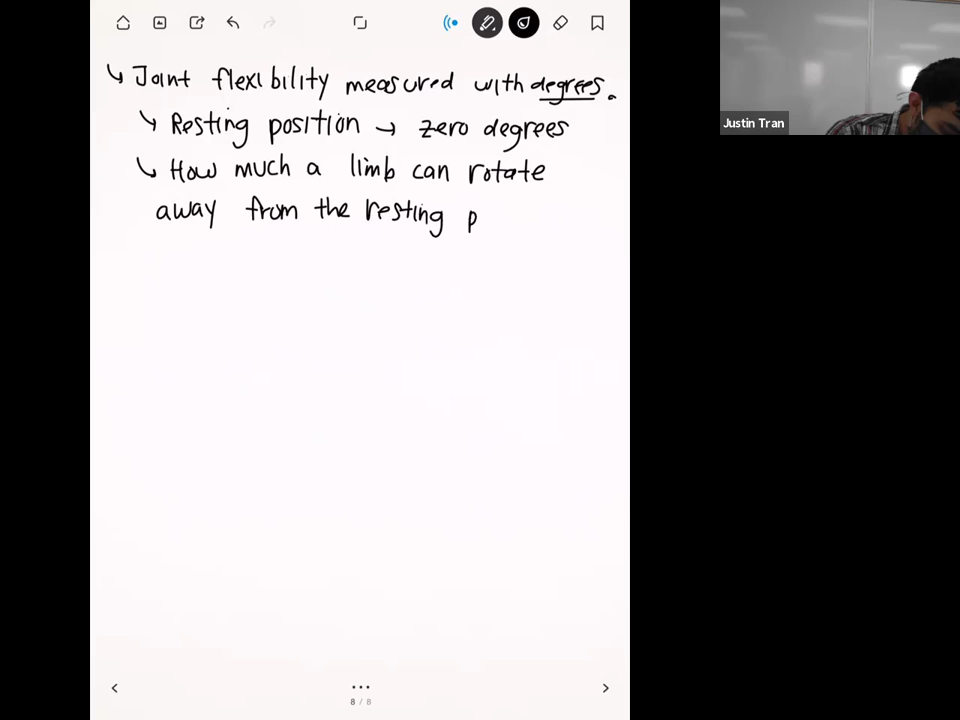 ↳ Joint flexibility measured with degrees.
↳ Resting position → zero degrees
↳ How much a limb can rotate
away from the resting p
Justin Tran
8 / 8